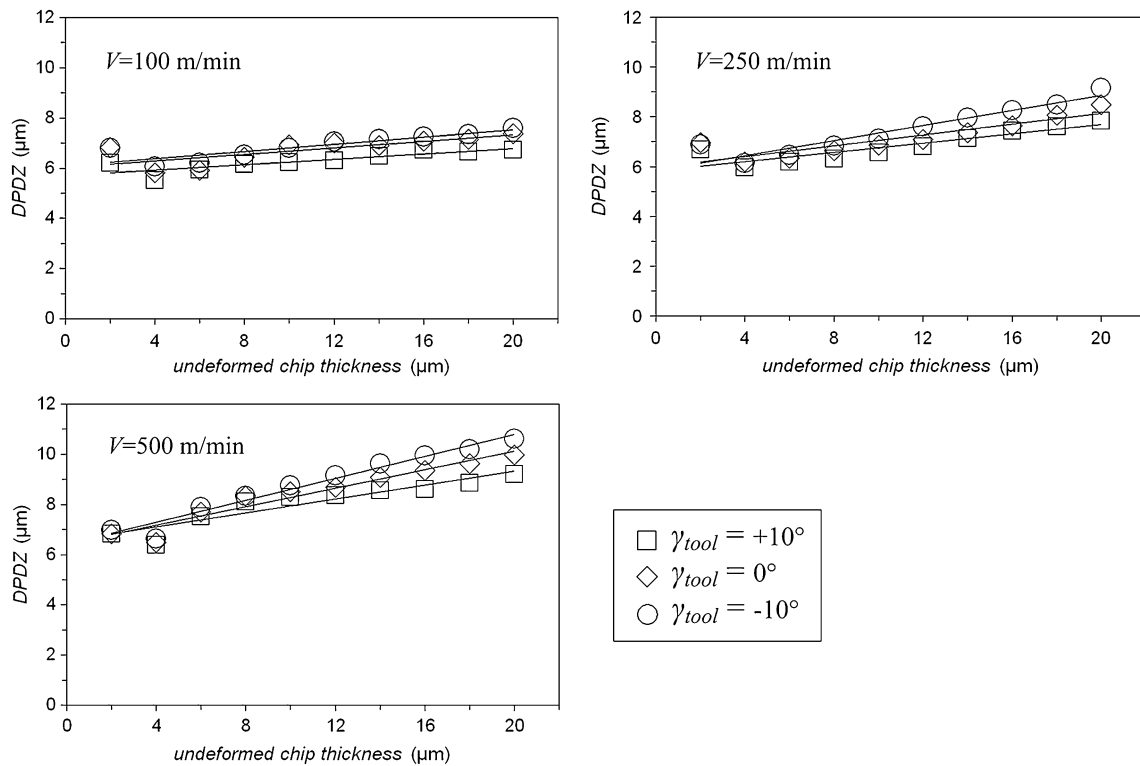 V=100 m/min
DPDZ (µm)
12
10
8
6
4
2
0
0 4 8 12 16 20
undeformed chip thickness (µm)
V=250 m/min
DPDZ (µm)
12
10
8
6
4
2
0
0 4 8 12 16 20
undeformed chip thickness (µm)
V=500 m/min
DPDZ (µm)
12
10
8
6
4
2
0
0 4 8 12 16 20
undeformed chip thickness (µm)
γtool = +10°
γtool = 0°
γtool = -10°